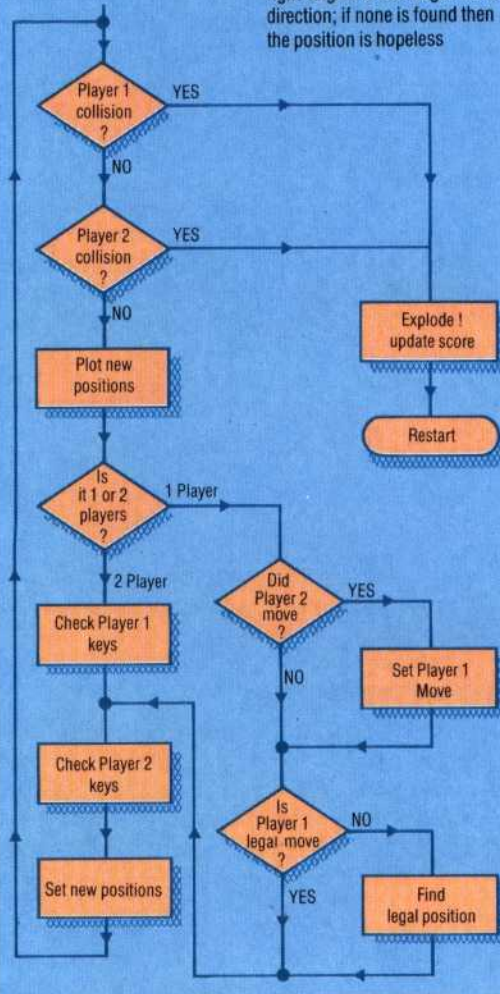 direction; if none is found then
the position is hopeless
Player 1
collision
?
YES
NO
Player 2
collision
?
YES
NO
Explode !
update score
Plot new
positions
Restart
Is
it 1 or 2
players
?
1 Player
2 Player
Did
Player 2
move
?
YES
NO
Check Player 1
keys
Set Player 1
Move
Check Player 2
keys
Is
Player 1
legal move
?
NO
YES
Set new positions
Find
legal position